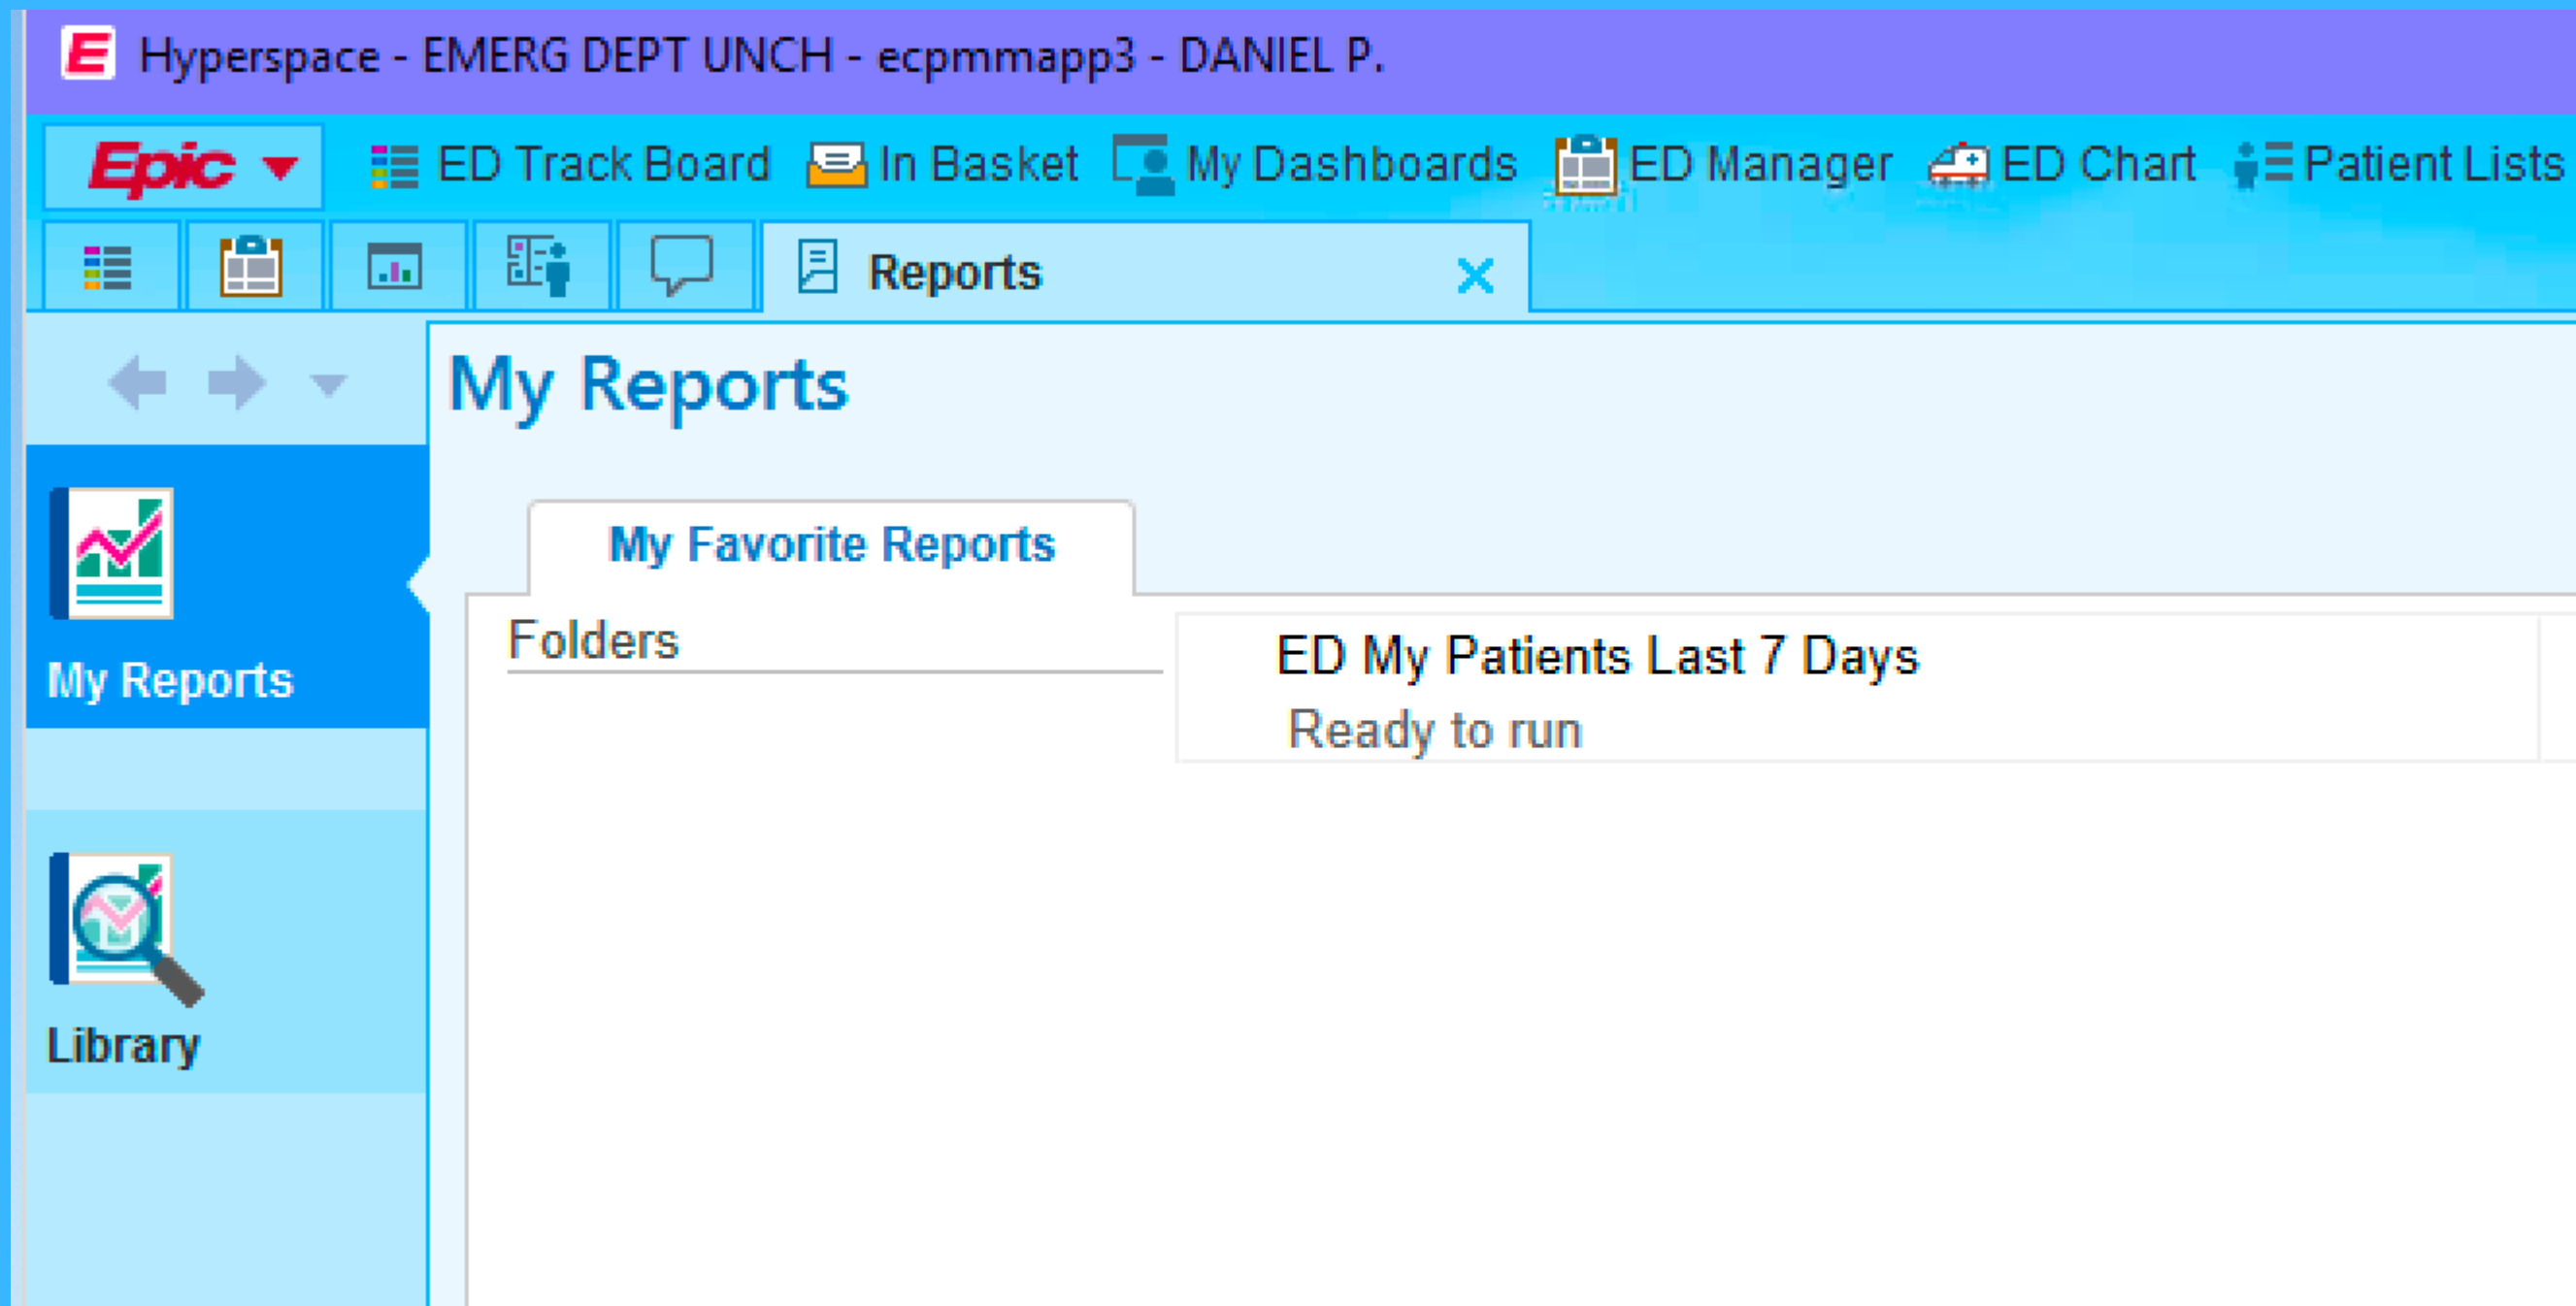 E Hyperspace - EMERG DEPT UNCH - ecpmmapp3 - DANIEL P.
Epic ED Track Board In Basket My Dashboards ED Manager ED Chart Patient Lists
Reports
My Reports
My Favorite Reports
Folders
ED My Patients Last 7 Days
Ready to run
My Reports
Library